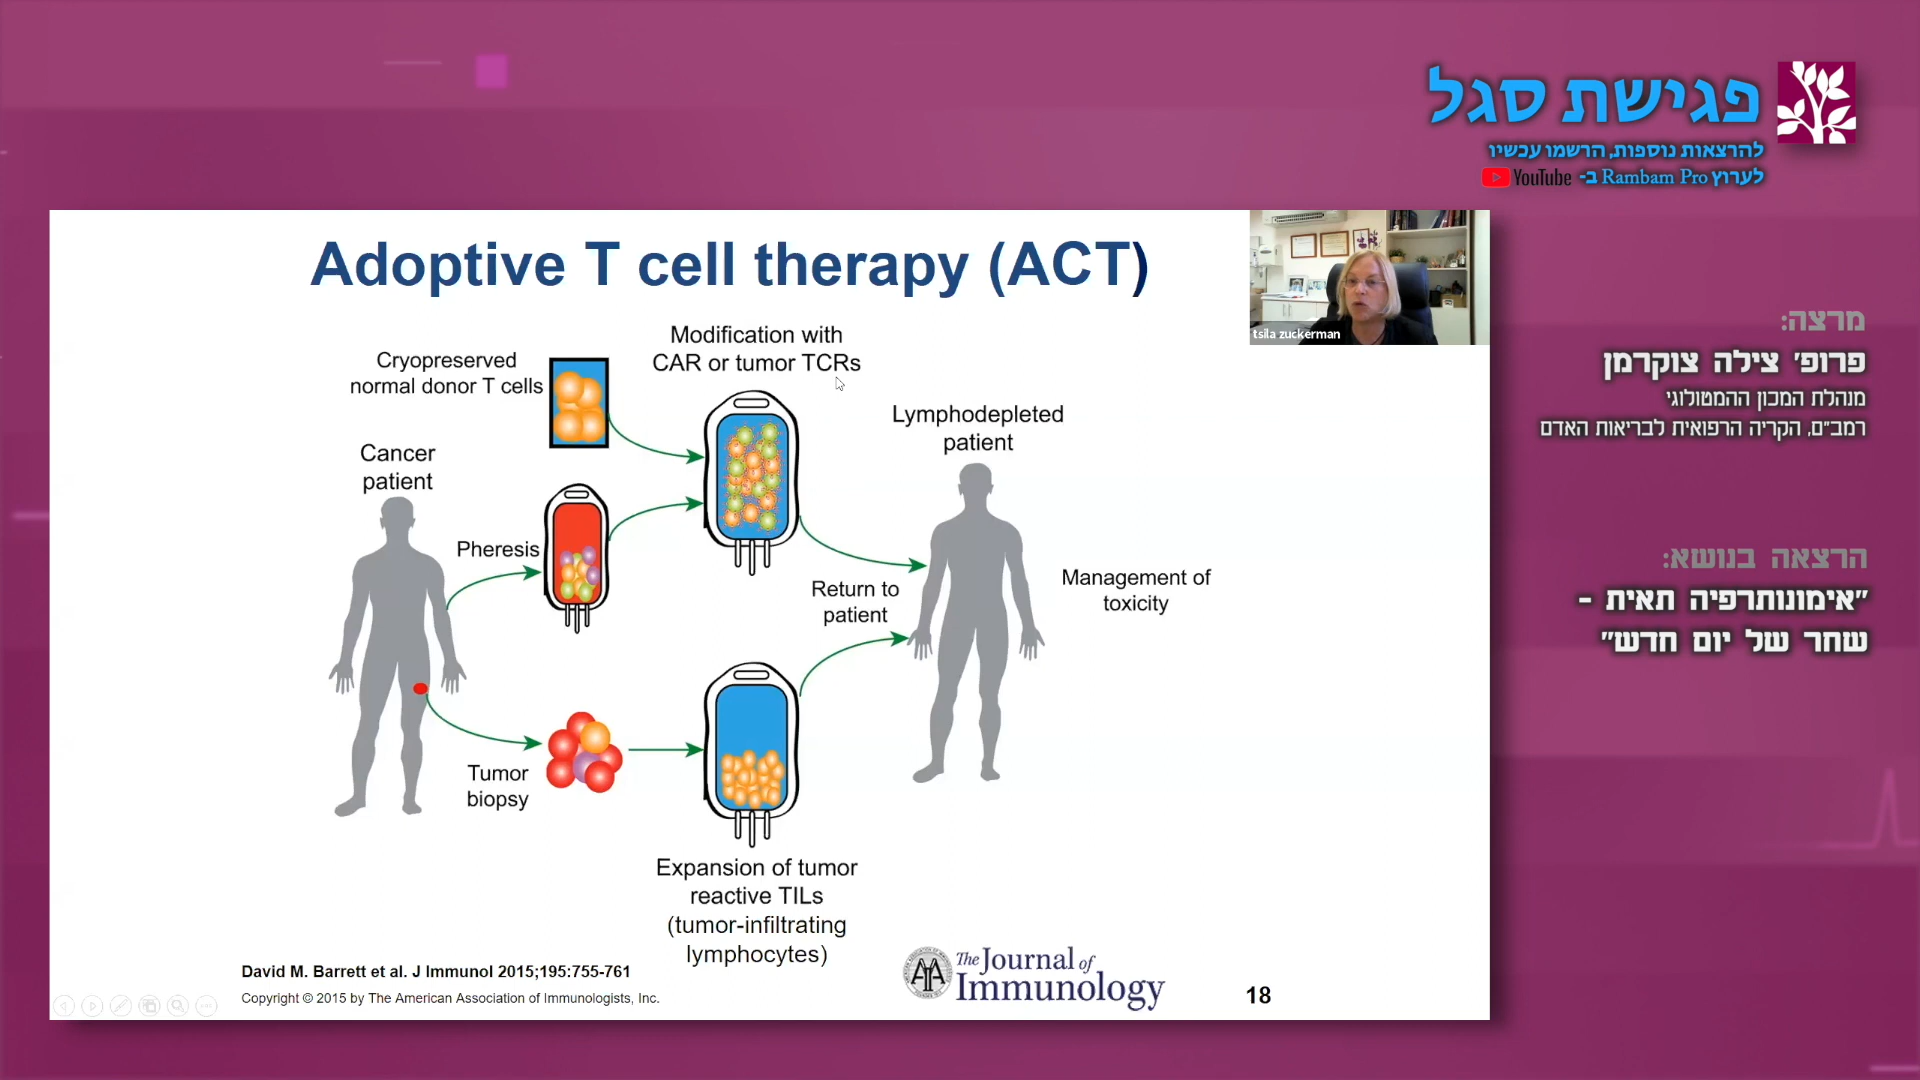 פגישת סגל
להרצאות נוספות, הרשמו עכשיו
לערוץ Rambam Pro ב- YouTube
Adoptive T cell therapy (ACT)
tsila zuckerman
Modification with
CAR or tumor TCRs
Cryopreserved
normal donor T cells
Lymphodepleted
patient
Cancer
patient
Pheresis
Return to
patient
Management of
toxicity
Tumor
biopsy
Expansion of tumor
reactive TILs
(tumor-infiltrating
lymphocytes)
David M. Barrett et al. J Immunol 2015;195:755-761
Copyright © 2015 by The American Association of Immunologists, Inc.
The Journal of
Immunology
18
מרצה:
פרופ' צילה צוקרמן
מנהלת המכון ההמטולוגי
רמב"ם, הקריה הרפואית לבריאות האדם
הרצאה בנושא:
"אימונותרפיה תאית -
שחר של יום חדש"